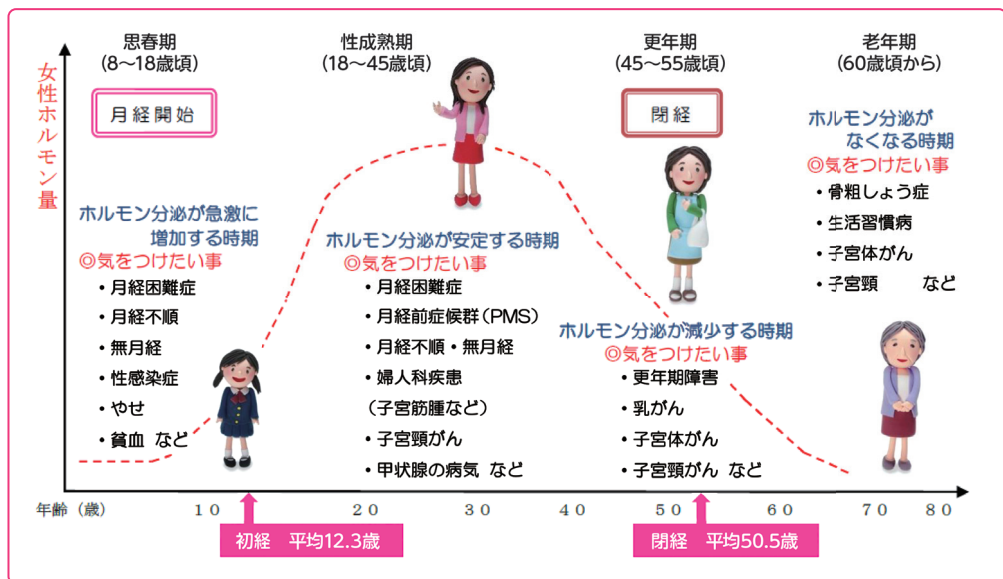 思春期
(8～18歳頃)
月経開始
女性ホルモン量
ホルモン分泌が急激に
増加する時期
◎気をつけたい事
・月経困難症
・月経不順
・無月経
・性感染症
・やせ
・貧血 など
性成熟期
(18～45歳頃)
ホルモン分泌が安定する時期
◎気をつけたい事
・月経困難症
・月経前症候群(PMS)
・月経不順・無月経
・婦人科疾患
(子宮筋腫など)
・子宮頸がん
・甲状腺の病気 など
更年期
(45～55歳頃)
閉経
ホルモン分泌が減少する時期
◎気をつけたい事
・更年期障害
・乳がん
・子宮体がん
・子宮頸がん など
老年期
(60歳頃から)
ホルモン分泌が
なくなる時期
◎気をつけたい事
・骨粗しょう症
・生活習慣病
・子宮体がん
・子宮頸 など
年齢(歳) 10 20 30 40 50 60 70 80
初経 平均12.3歳
閉経 平均50.5歳